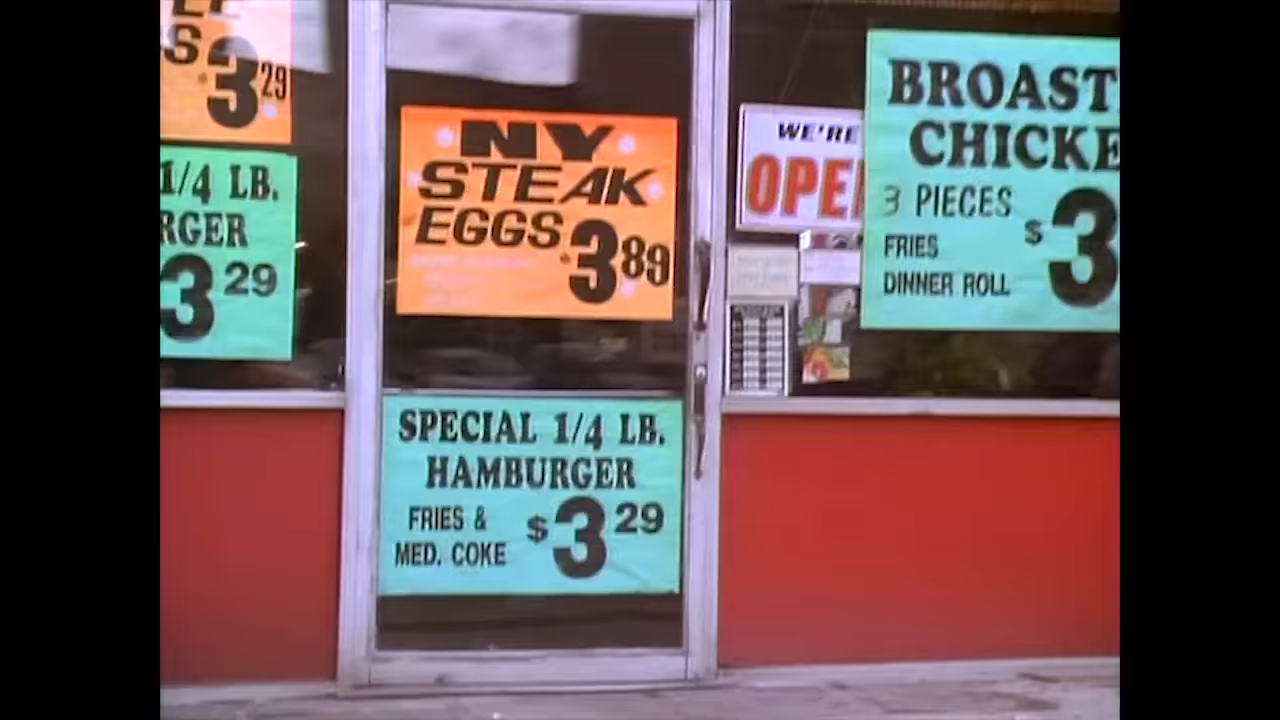 S
$3 29
1/4 LB.
RGER
3 29
NY
STEAK
EGGS
$3 89
SPECIAL 1/4 LB.
HAMBURGER
FRIES &
MED. COKE
$3 29
WE'RE
OPE
BROAST
CHICKE
3 PIECES
FRIES
DINNER ROLL
$3